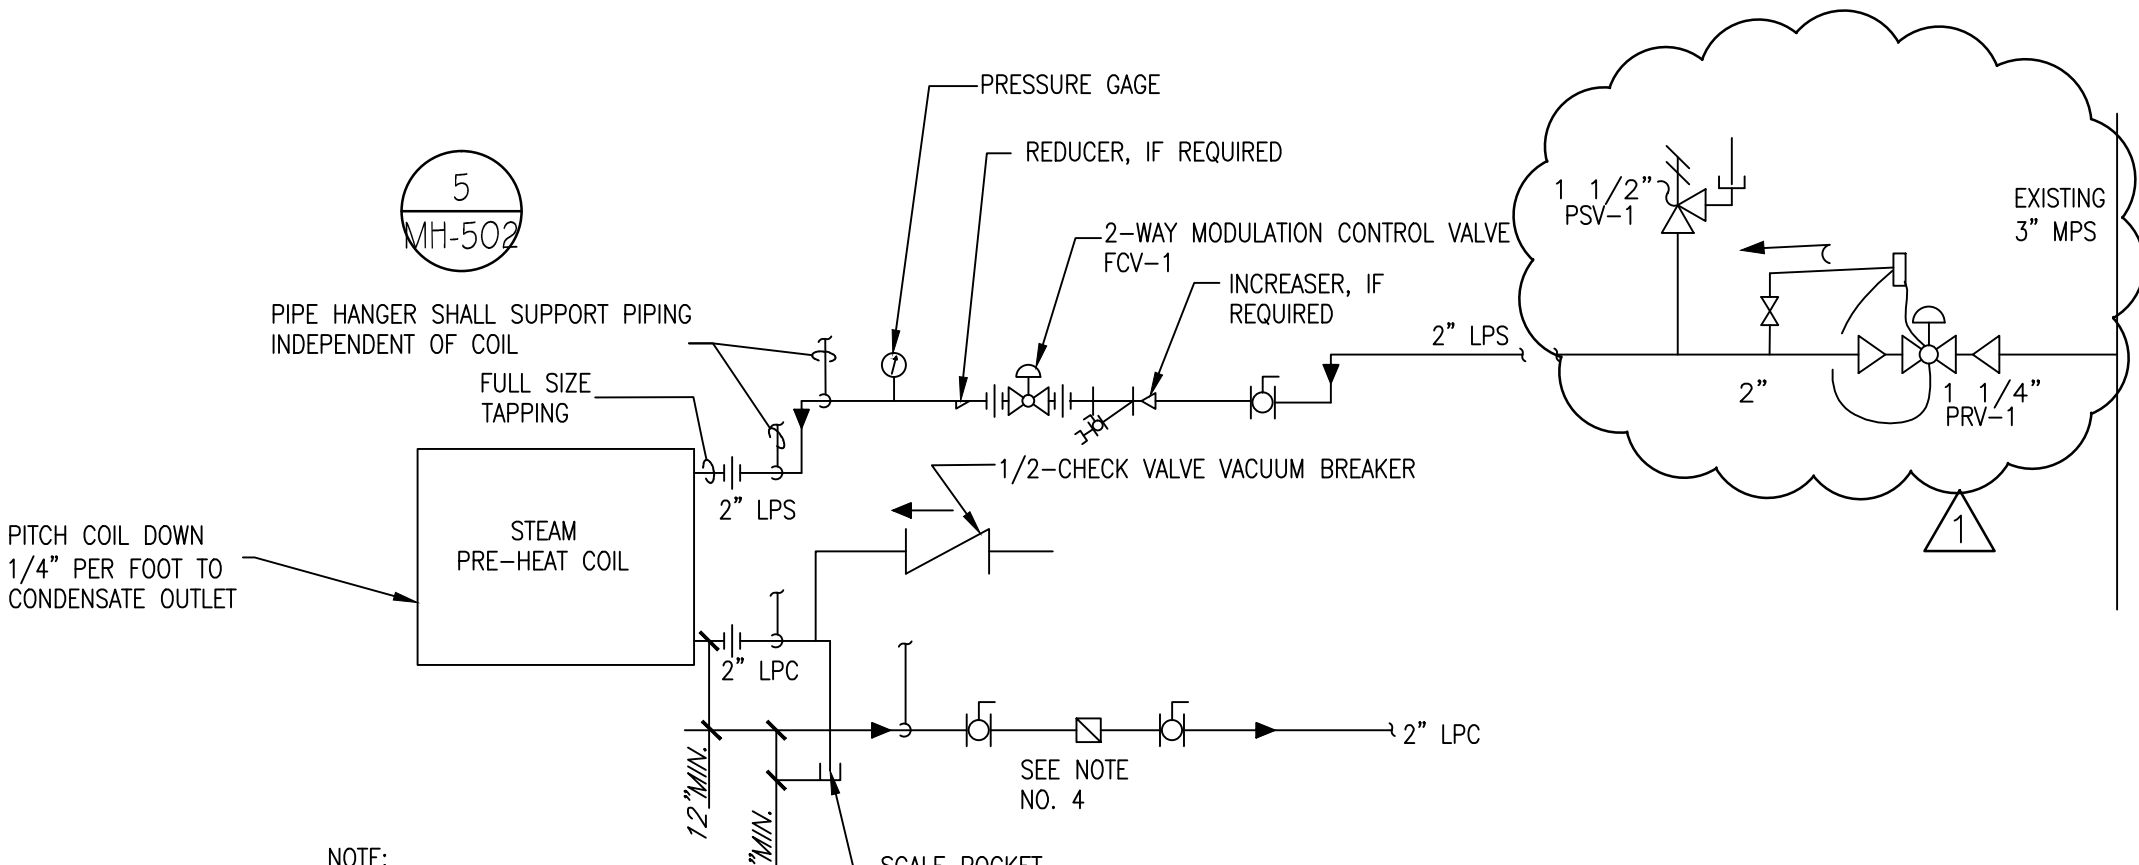 PRESSURE GAGE
REDUCER, IF REQUIRED
5
MH-502
1 1/2"
PSV-1
EXISTING
3" MPS
2-WAY MODULATION CONTROL VALVE
FCV-1
INCREASER, IF
REQUIRED
PIPE HANGER SHALL SUPPORT PIPING
INDEPENDENT OF COIL
2" LPS
FULL SIZE
TAPPING
2"
1 1/4"
PRV-1
1/2-CHECK VALVE VACUUM BREAKER
2" LPS
1
PITCH COIL DOWN
1/4" PER FOOT TO
CONDENSATE OUTLET
STEAM
PRE-HEAT COIL
2" LPC
2" LPC
12"MIN.
SEE NOTE
NO. 4
"MIN.
NOTE:
SCALE POCKET